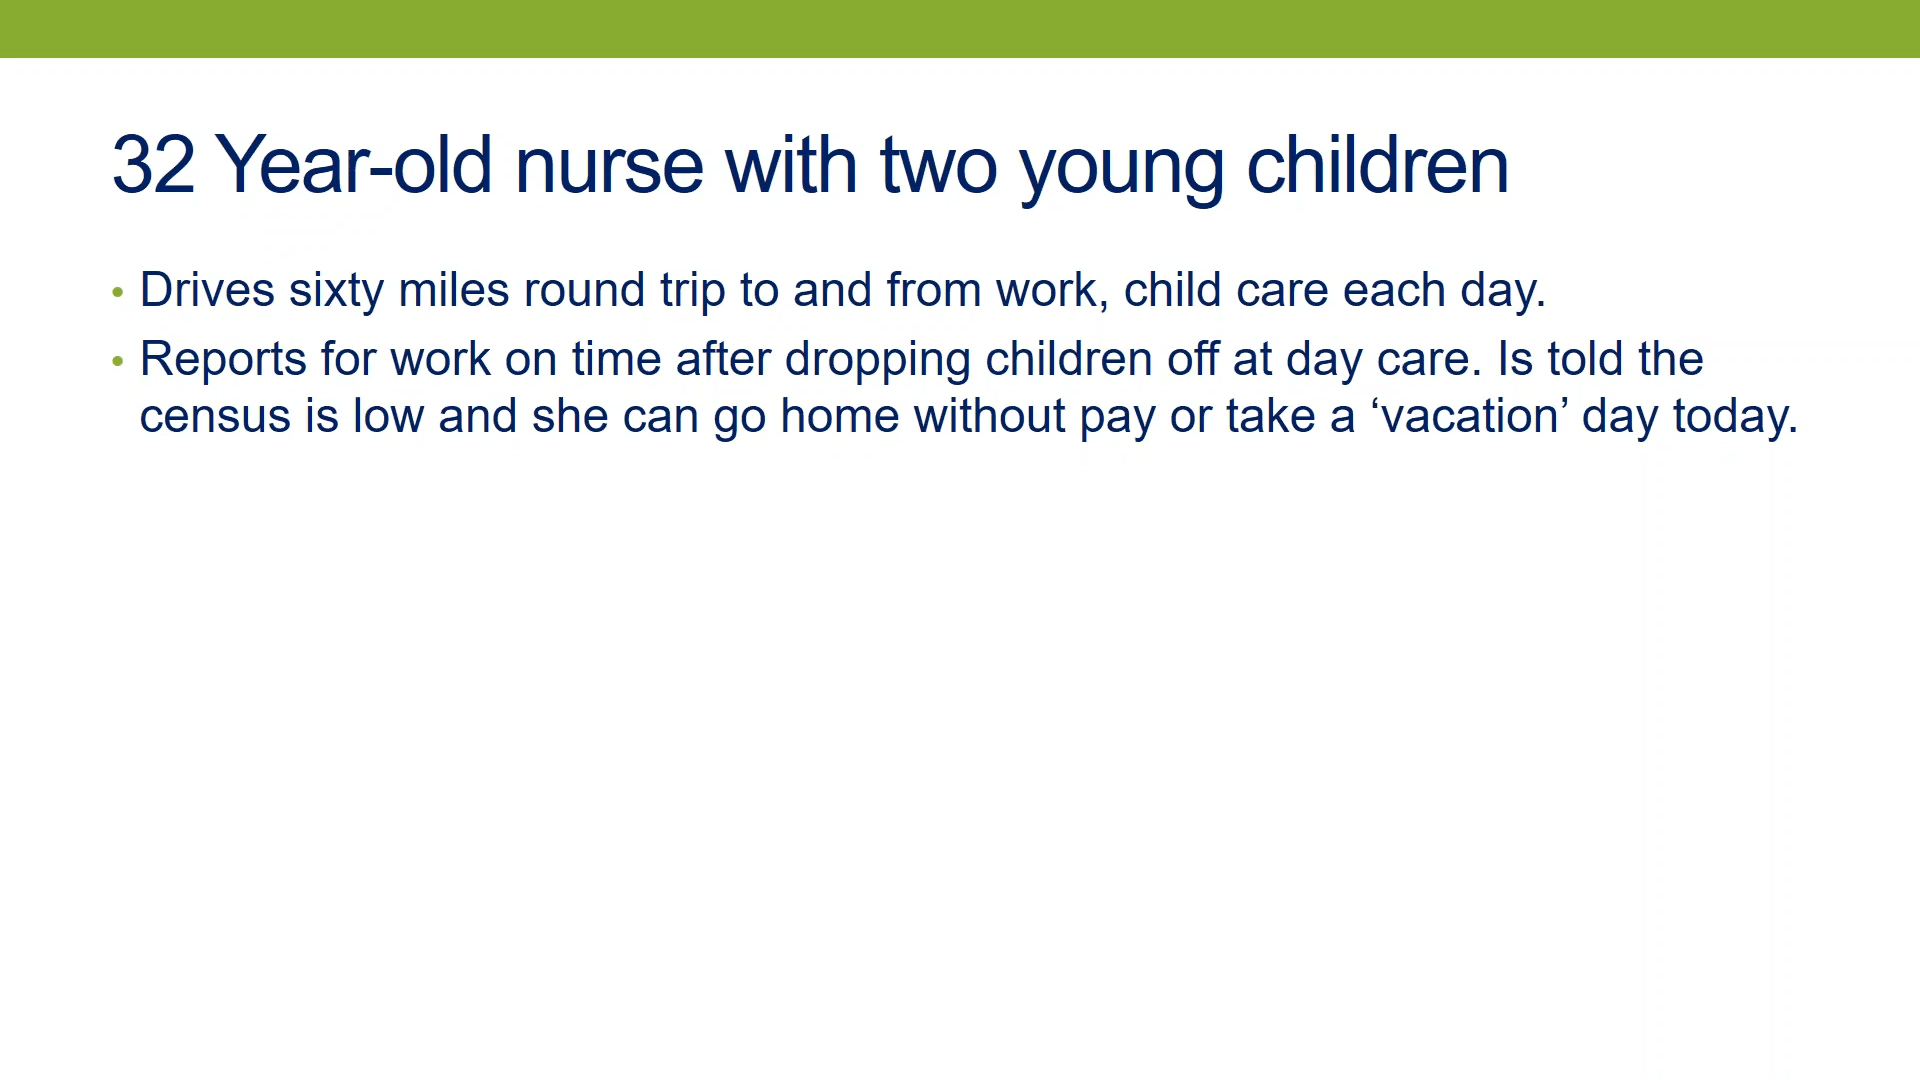 32 Year-old nurse with two young children
• Drives sixty miles round trip to and from work, child care each day.
• Reports for work on time after dropping children off at day care. Is told the
census is low and she can go home without pay or take a ‘vacation’ day today.